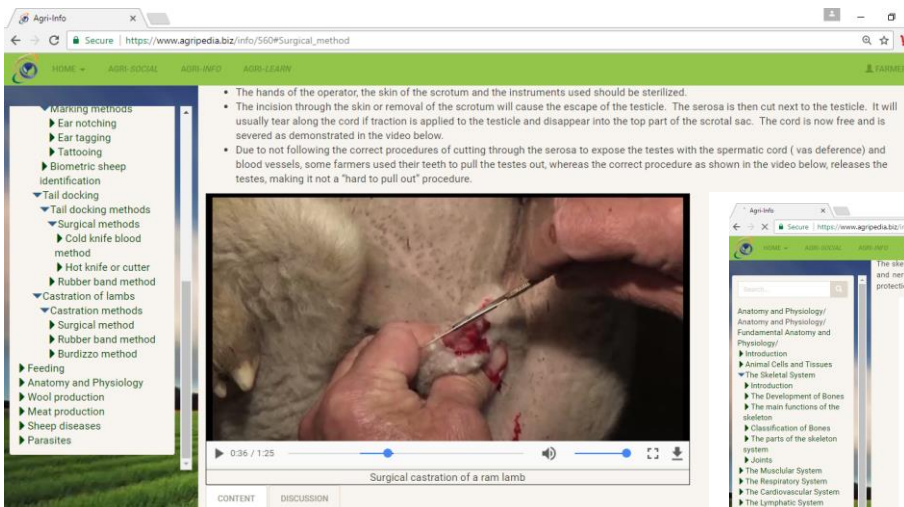 Agri-Info
Secure | https://www.agripedia.biz/info/560#Surgical_method
HOME AGRI-SOCIAL AGRI-INFO AGRI-LEARN FARMER
Marking methods
Ear notching
Ear tagging
Tattooing
Biometric sheep
identification
Tail docking
Tail docking methods
Surgical methods
Cold knife blood
method
Hot knife or cutter
Rubber band method
Castration of lambs
Castration methods
Surgical method
Rubber band method
Burdizzo method
Feeding
Anatomy and Physiology
Wool production
Meat production
Sheep diseases
Parasites
• The hands of the operator, the skin of the scrotum and the instruments used should be sterilized.
• The incision through the skin or removal of the scrotum will cause the escape of the testicle. The serosa is then cut next to the testicle. It will
usually tear along the cord if traction is applied to the testicle and disappear into the top part of the scrotal sac. The cord is now free and is
severed as demonstrated in the video below.
• Due to not following the correct procedures of cutting through the serosa to expose the testes with the spermatic cord ( vas deference) and
blood vessels, some farmers used their teeth to pull the testes out, whereas the correct procedure as shown in the video below, releases the
testes, making it not a "hard to pull out" procedure.
0:36 / 1:25
Surgical castration of a ram lamb
CONTENT DISCUSSION
Agri-Info
Secure | https://www.agripedia.biz/
HOME AGRI-SOCIAL
The ske
and ner
protecti
Search...
Anatomy and Physiology/
Anatomy and Physiology/
Fundamental Anatomy and
Physiology/
Introduction
Animal Cells and Tissues
The Skeletal System
Introduction
The Development of Bones
The main functions of the
skeleton
Classification of Bones
The parts of the skeleton
system
Joints
The Musclular System
The Respiratory System
The Cardiovascular System
The Lymphatic System